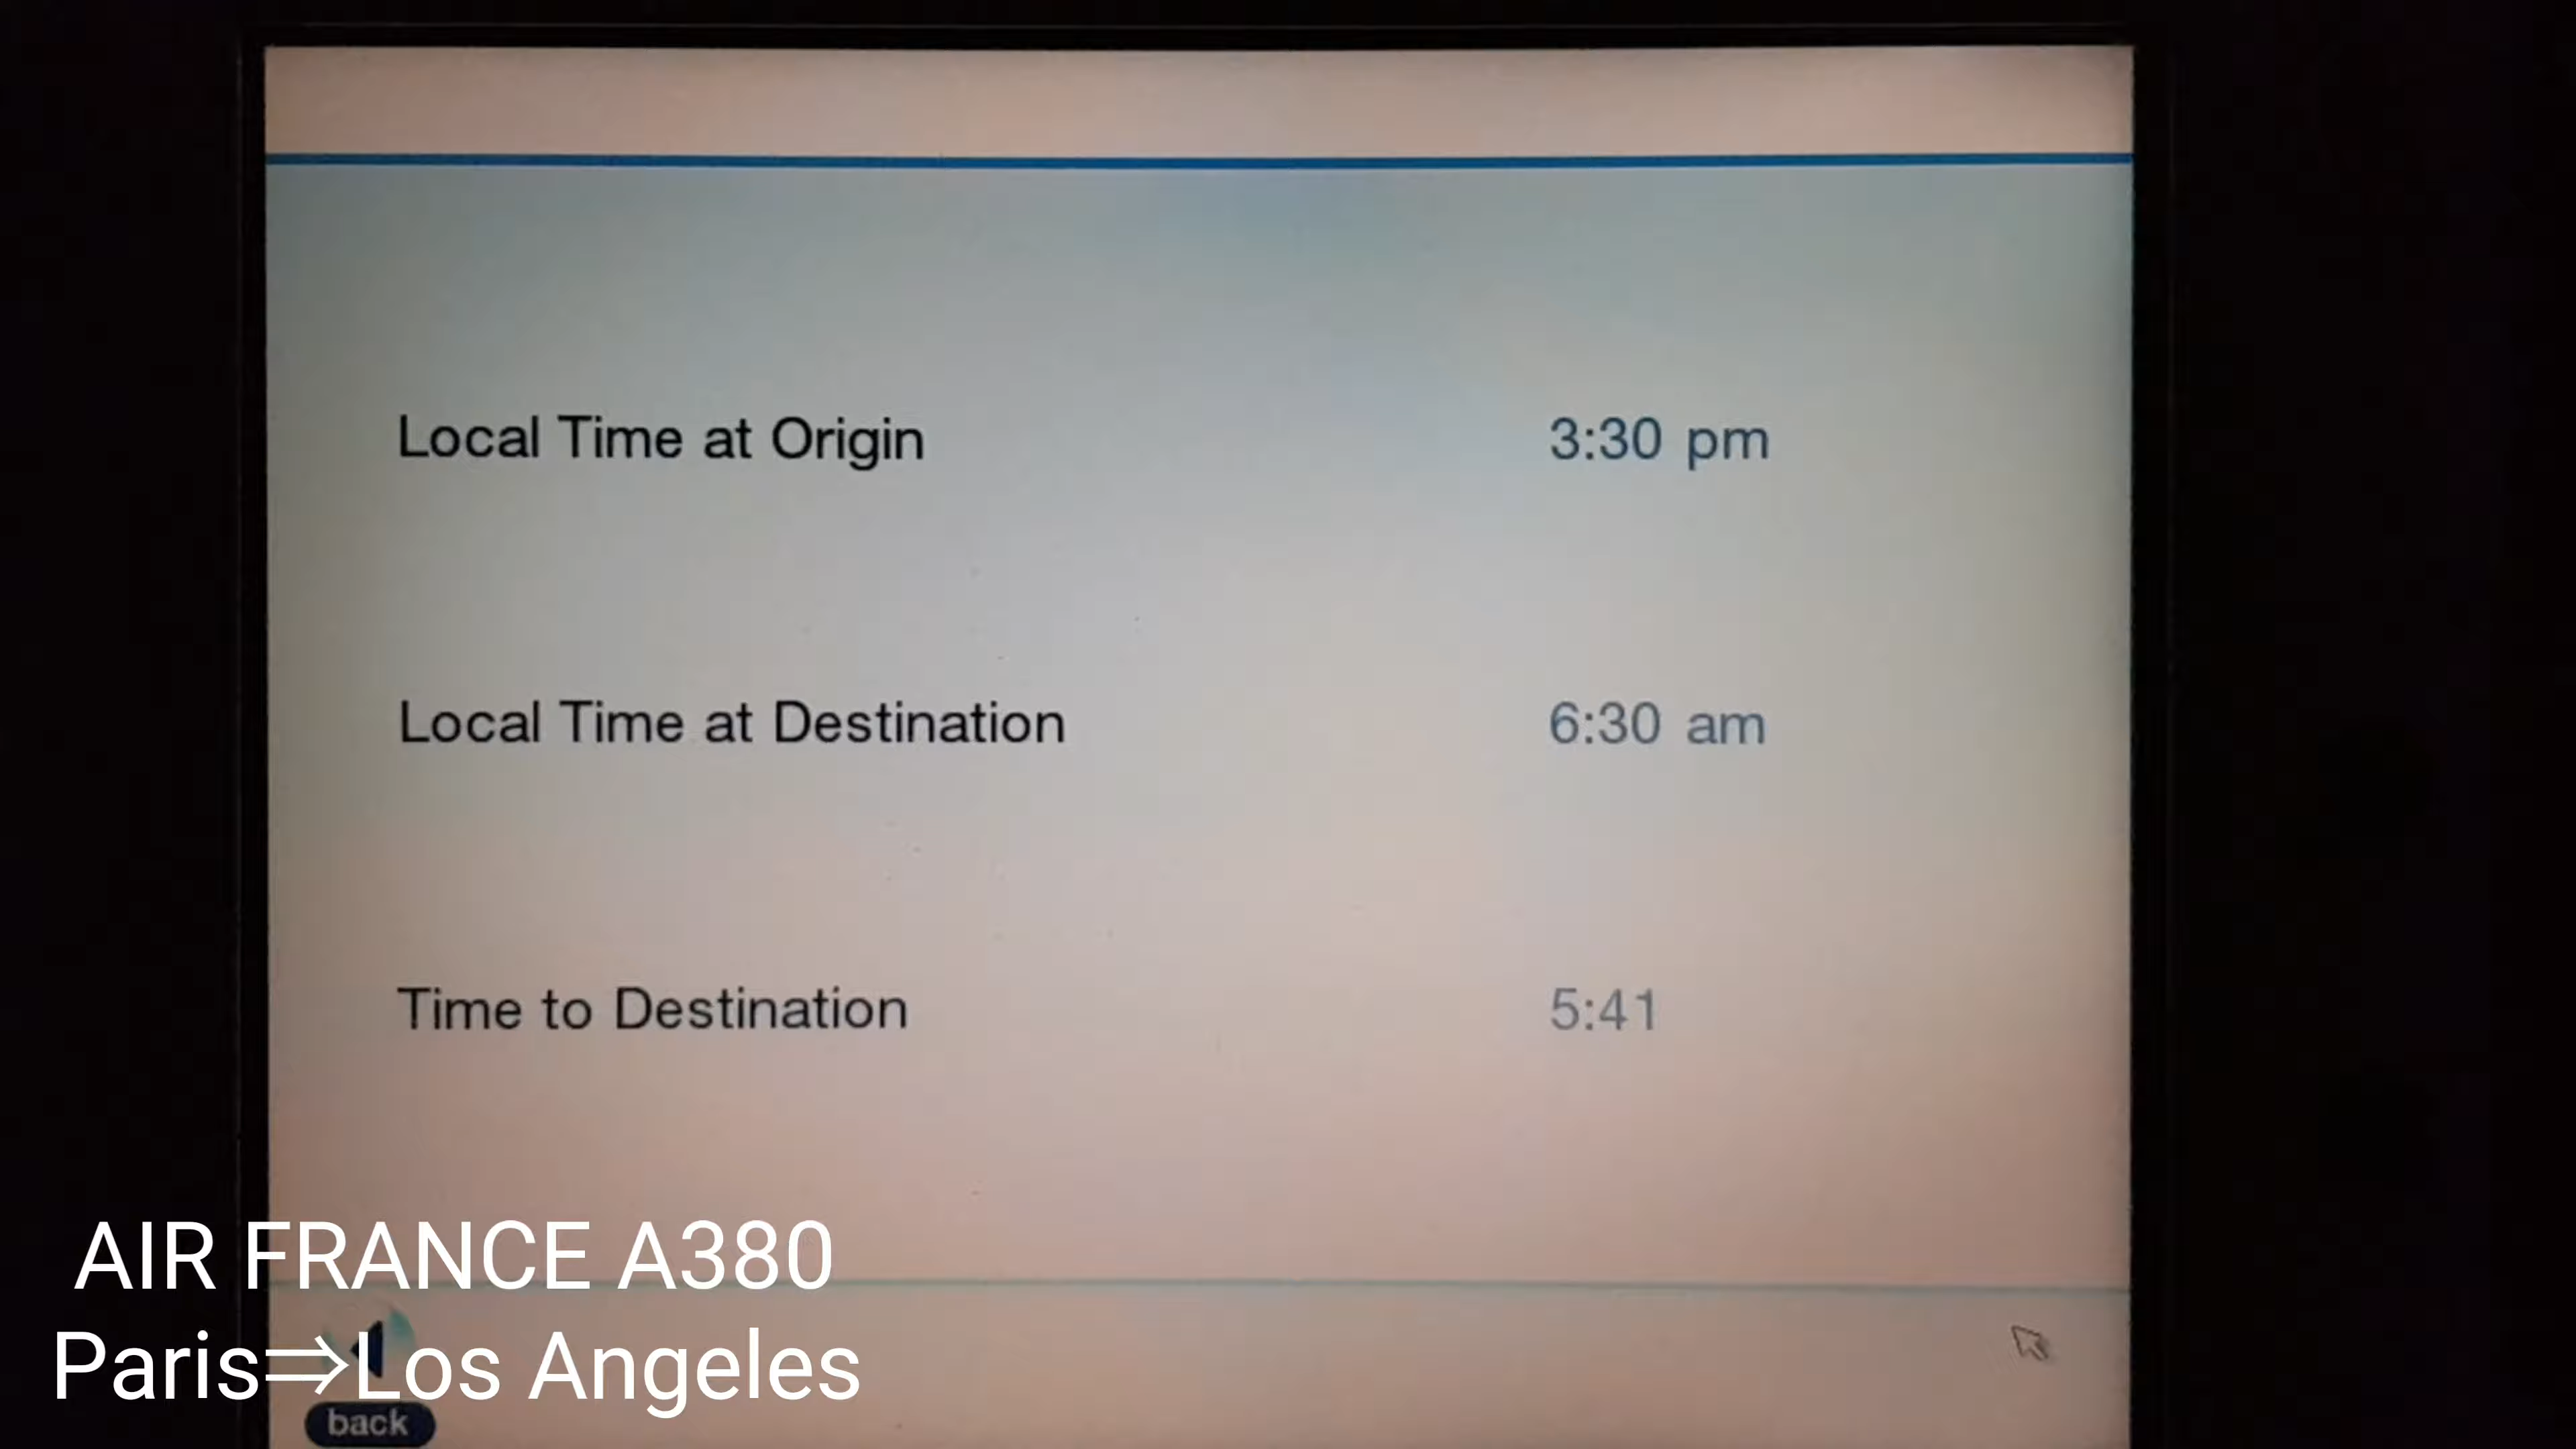 Local Time at Origin 3:30 pm
Local Time at Destination 6:30 am
Time to Destination 5:41
AIR FRANCE A380
Paris⇒Los Angeles
back